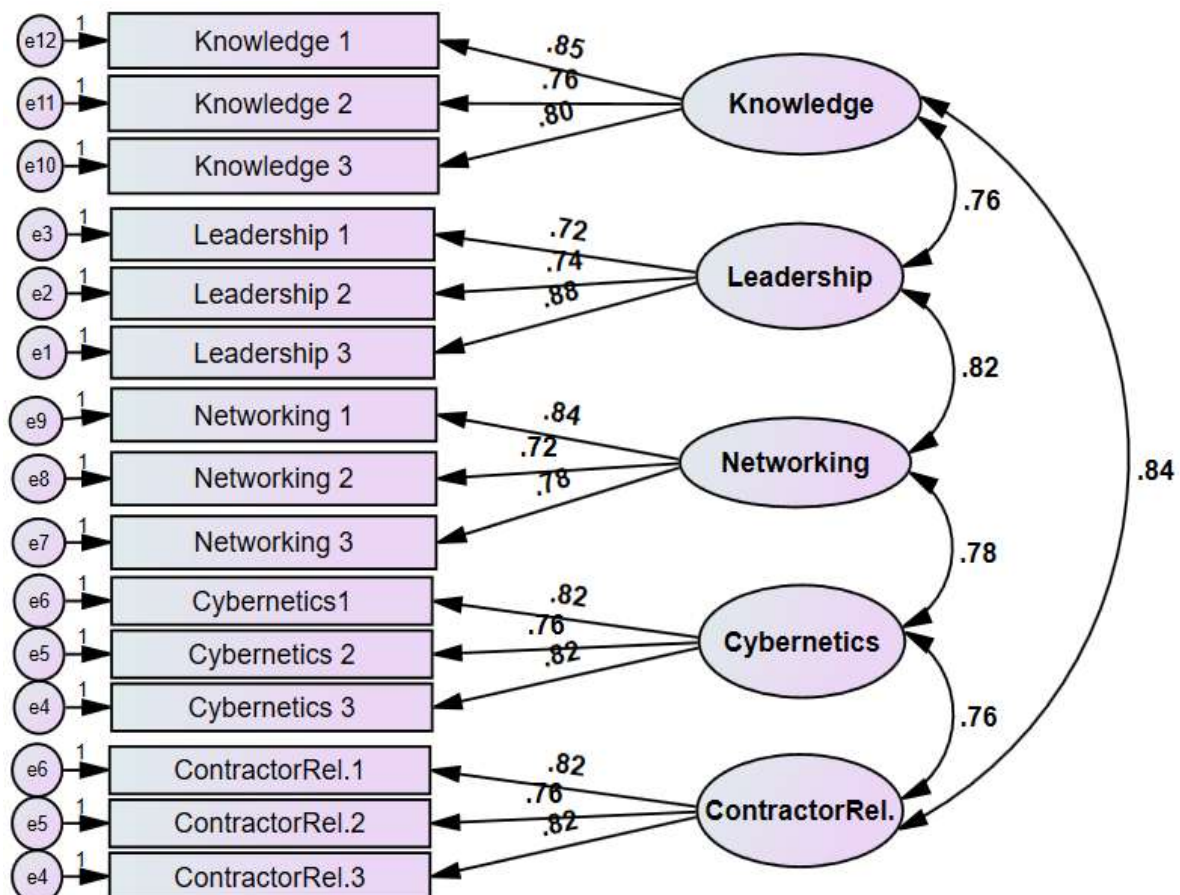 e12 1 Knowledge 1 .85
e11 1 Knowledge 2 .76 Knowledge
e10 1 Knowledge 3 .80
.76
e3 1 Leadership 1 .72
e2 1 Leadership 2 .74 Leadership
e1 1 Leadership 3 .88
.82
e9 1 Networking 1 .84
e8 1 Networking 2 .72 Networking .84
e7 1 Networking 3 .78
.78
e6 1 Cybernetics1 .82
e5 1 Cybernetics 2 .76 Cybernetics
e4 1 Cybernetics 3 .82
.76
e6 1 ContractorRel.1 .82
e5 1 ContractorRel.2 .76 ContractorRel.
e4 1 ContractorRel.3 .82